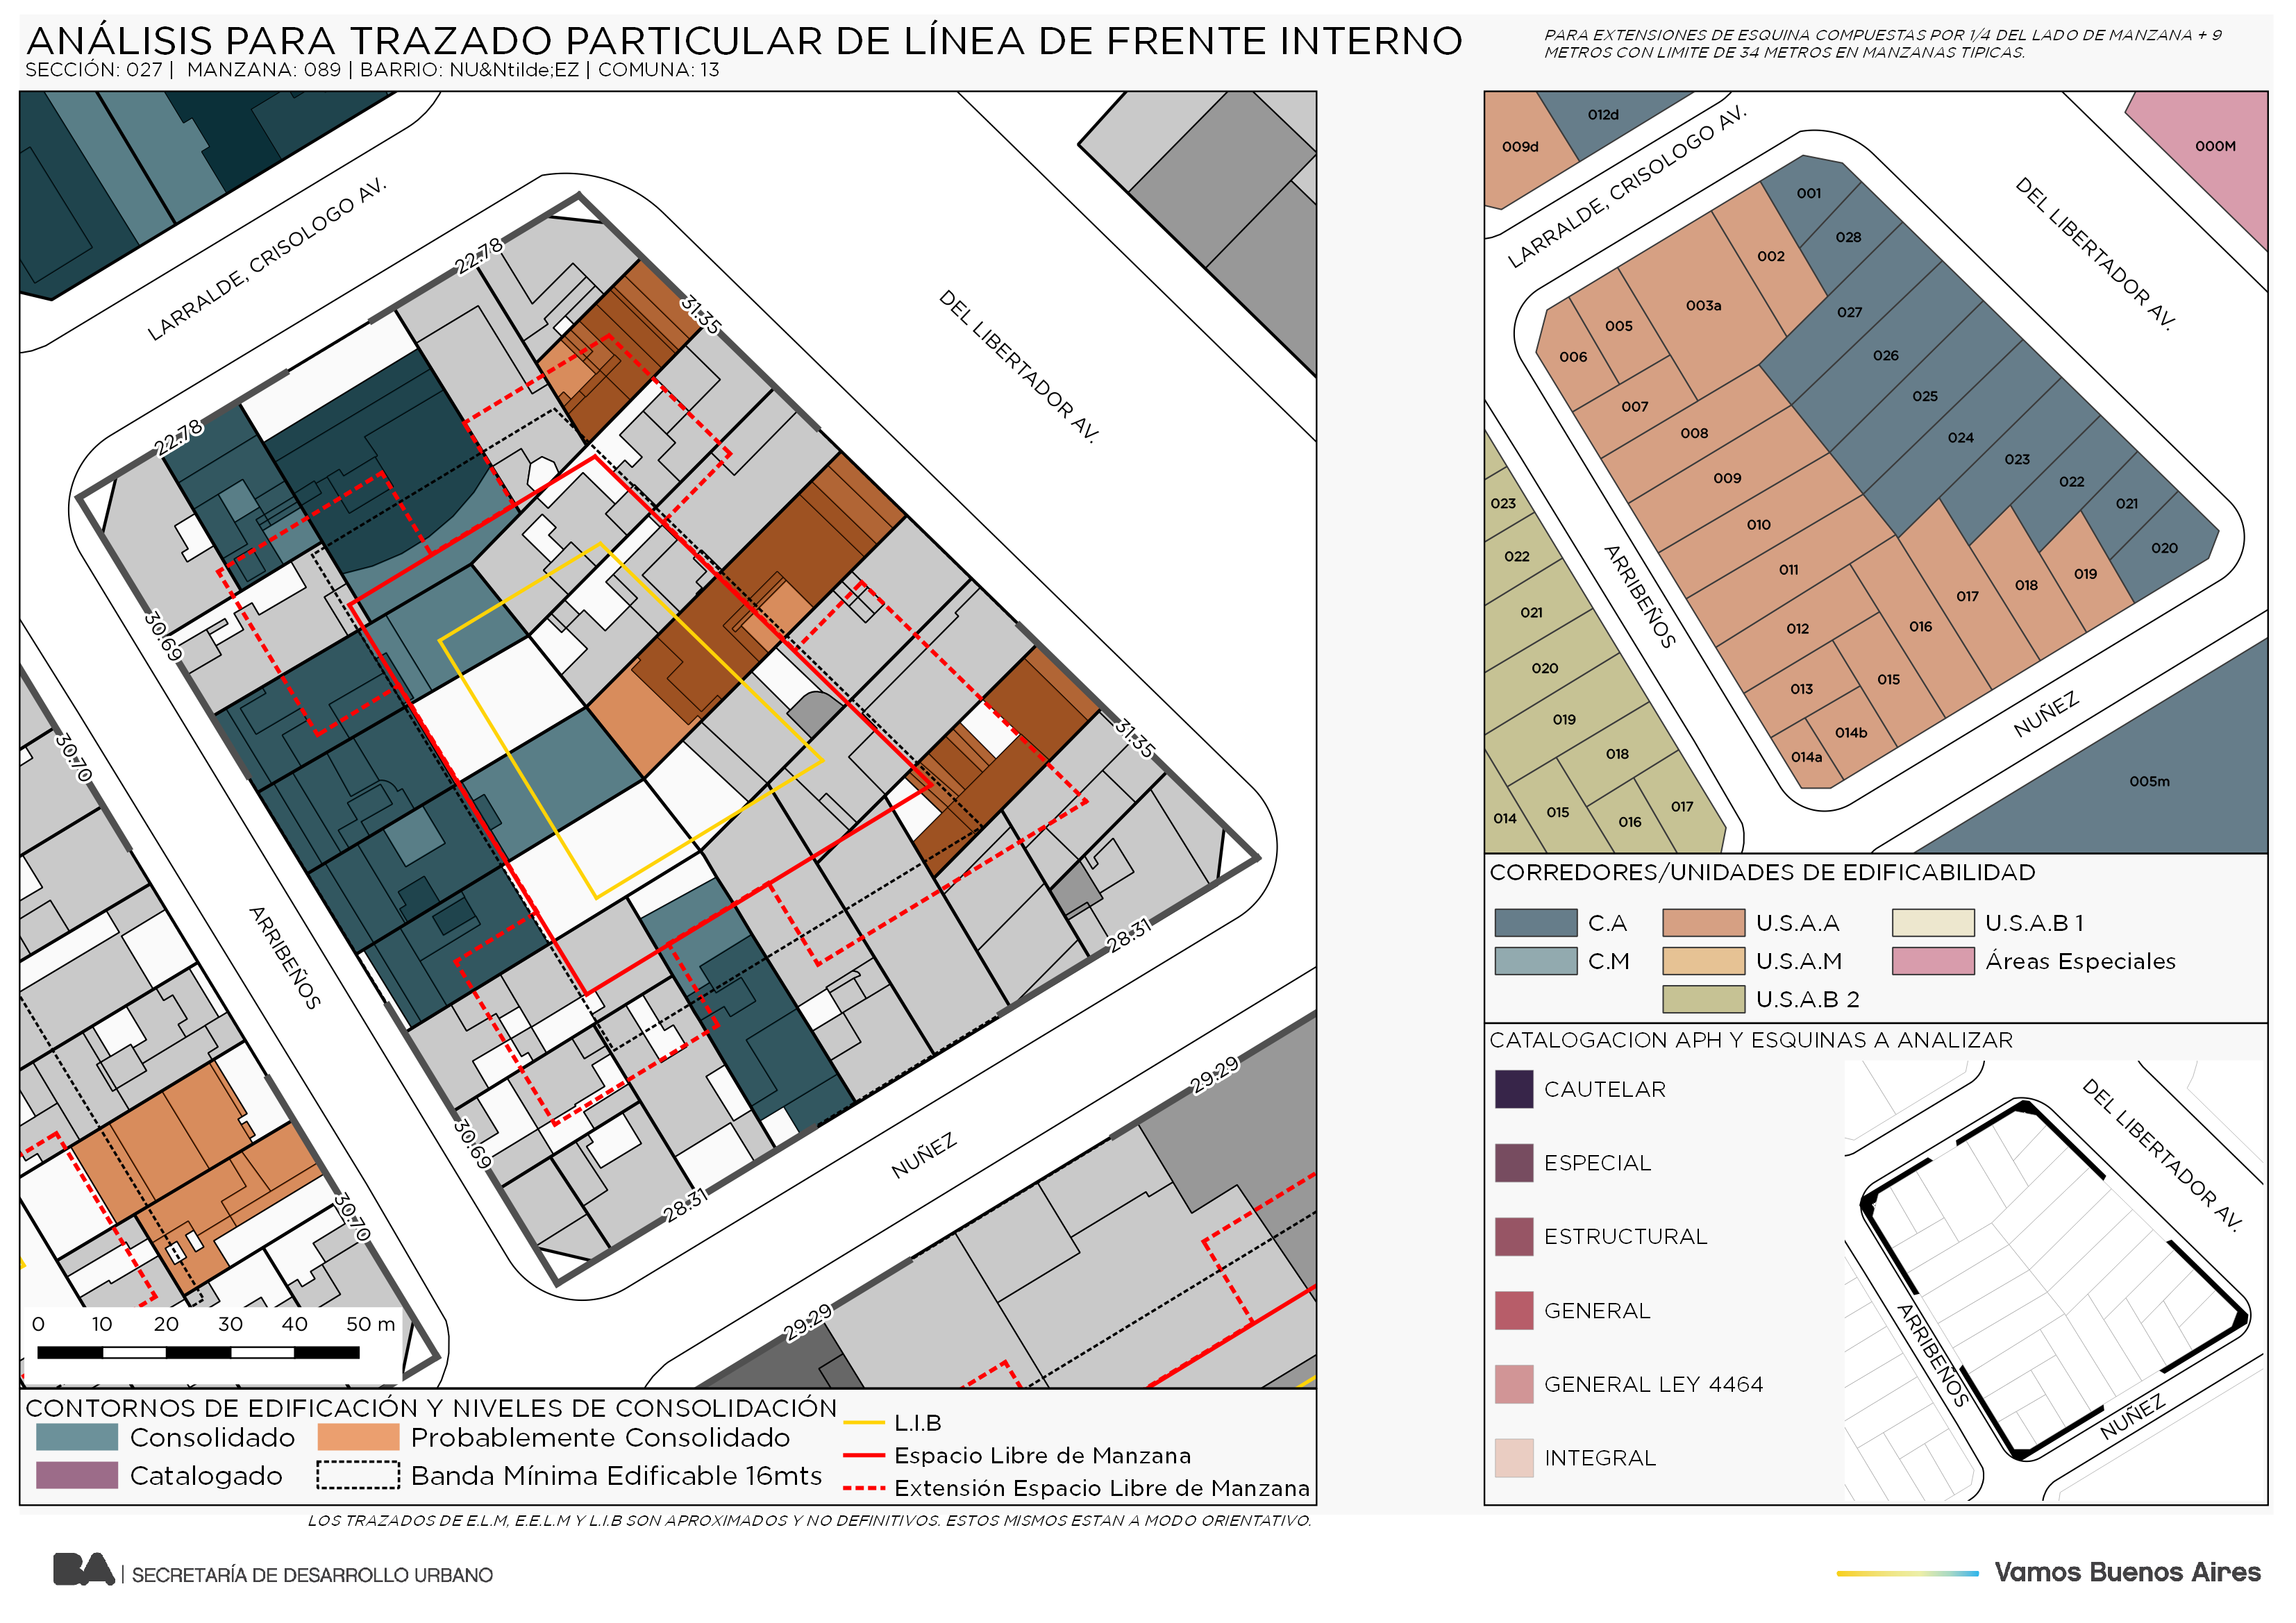 ANÁLISIS PARA TRAZADO PARTICULAR DE LÍNEA DE FRENTE INTERNO
SECCIÓN: 027 | MANZANA: 089 | BARRIO: NU&Ntilde;EZ | COMUNA: 13
PARA EXTENSIONES DE ESQUINA COMPUESTAS POR 1/4 DEL LADO DE MANZANA + 9
METROS CON LIMITE DE 34 METROS EN MANZANAS TIPICAS.
LARRALDE, CRISOLOGO AV.
DEL LIBERTADOR AV.
ARRIBEÑOS
NUÑEZ
22.78
22.78
31.35
31.35
30.69
30.69
30.70
30.70
28.31
28.31
29.29
29.29
0 10 20 30 40 50 m
CONTORNOS DE EDIFICACIÓN Y NIVELES DE CONSOLIDACIÓN
Consolidado
Probablemente Consolidado
Catalogado
Banda Mínima Edificable 16mts
L.I.B
Espacio Libre de Manzana
Extensión Espacio Libre de Manzana
LOS TRAZADOS DE E.L.M, E.E.L.M Y L.I.B SON APROXIMADOS Y NO DEFINITIVOS. ESTOS MISMOS ESTAN A MODO ORIENTATIVO.
009d
012d
000M
LARRALDE, CRISOLOGO AV.
DEL LIBERTADOR AV.
ARRIBEÑOS
NUÑEZ
001
028
002
027
003a
005
006
026
007
025
008
024
009
023
010
022
021
020
011
019
018
017
012
016
013
015
014b
014a
005m
023
022
021
020
019
018
017
016
015
014
CORREDORES/UNIDADES DE EDIFICABILIDAD
C.A
U.S.A.A
U.S.A.B 1
C.M
U.S.A.M
Áreas Especiales
U.S.A.B 2
CATALOGACION APH Y ESQUINAS A ANALIZAR
CAUTELAR
ESPECIAL
ESTRUCTURAL
GENERAL
GENERAL LEY 4464
INTEGRAL
DEL LIBERTADOR AV.
ARRIBEÑOS
NUÑEZ
BA | SECRETARÍA DE DESARROLLO URBANO
Vamos Buenos Aires